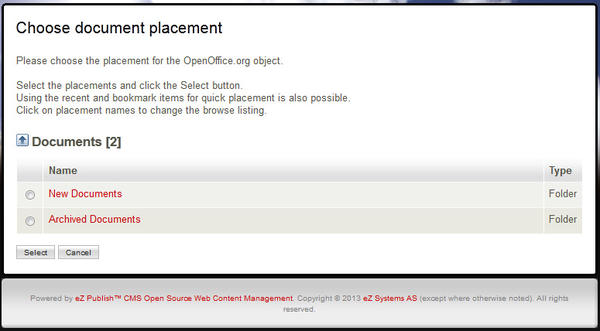 Choose document placement
Please choose the placement for the OpenOffice.org object.
Select the placements and click the Select button.
Using the recent and bookmark items for quick placement is also possible.
Click on placement names to change the browse listing.
Documents [2]
Name Type
New Documents Folder
Archived Documents Folder
Select Cancel
Powered by eZ Publish™ CMS Open Source Web Content Management. Copyright © 2013 eZ Systems AS (except where otherwise noted). All rights
reserved.